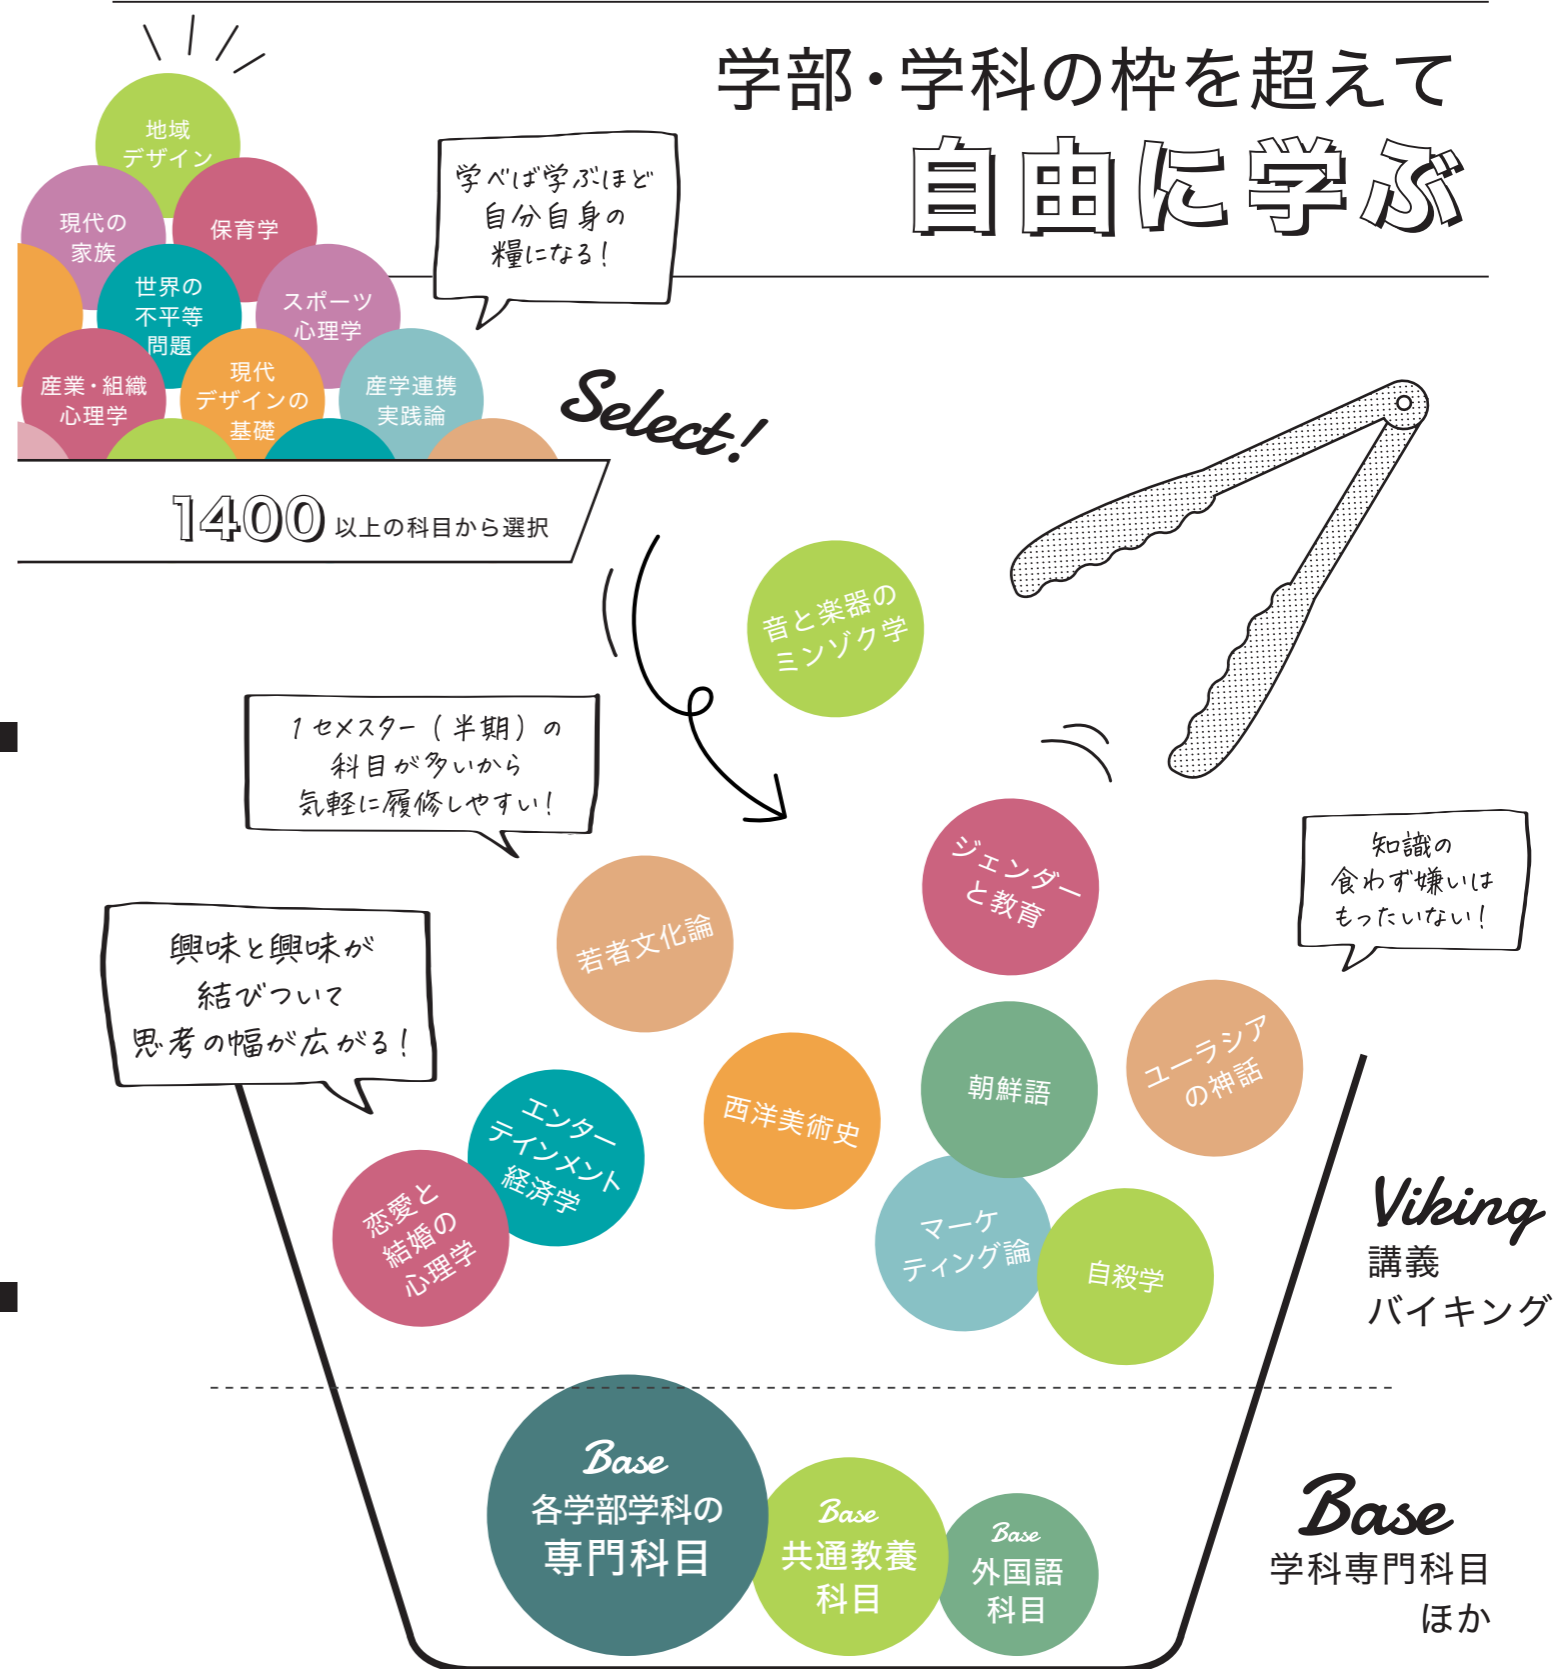 学部・学科の枠を超えて
自由に学ぶ
地域
デザイン
現代の
家族
保育学
世界の
不平等
問題
スポーツ
心理学
産業・組織
心理学
現代
デザインの
基礎
産学連携
実践論
学べば学ぶほど
自分自身の
糧になる!
Select!
1400以上の科目から選択
音と楽器の
ミンゾク学
1セメスター(半期)の
科目が多いから
気軽に履修しやすい!
ジェンダー
と教育
知識の
食わず嫌いは
もったいない!
若者文化論
興味と興味が
結びついて
思考の幅が広がる!
ユーラシア
の神話
朝鮮語
西洋美術史
エンター
テインメント
経済学
恋愛と
結婚の
心理学
マーケ
ティング論
自殺学
Viking
講義
バイキング
Base
各学部学科の
専門科目
Base
共通教養
科目
Base
外国語
科目
Base
学科専門科目
ほか